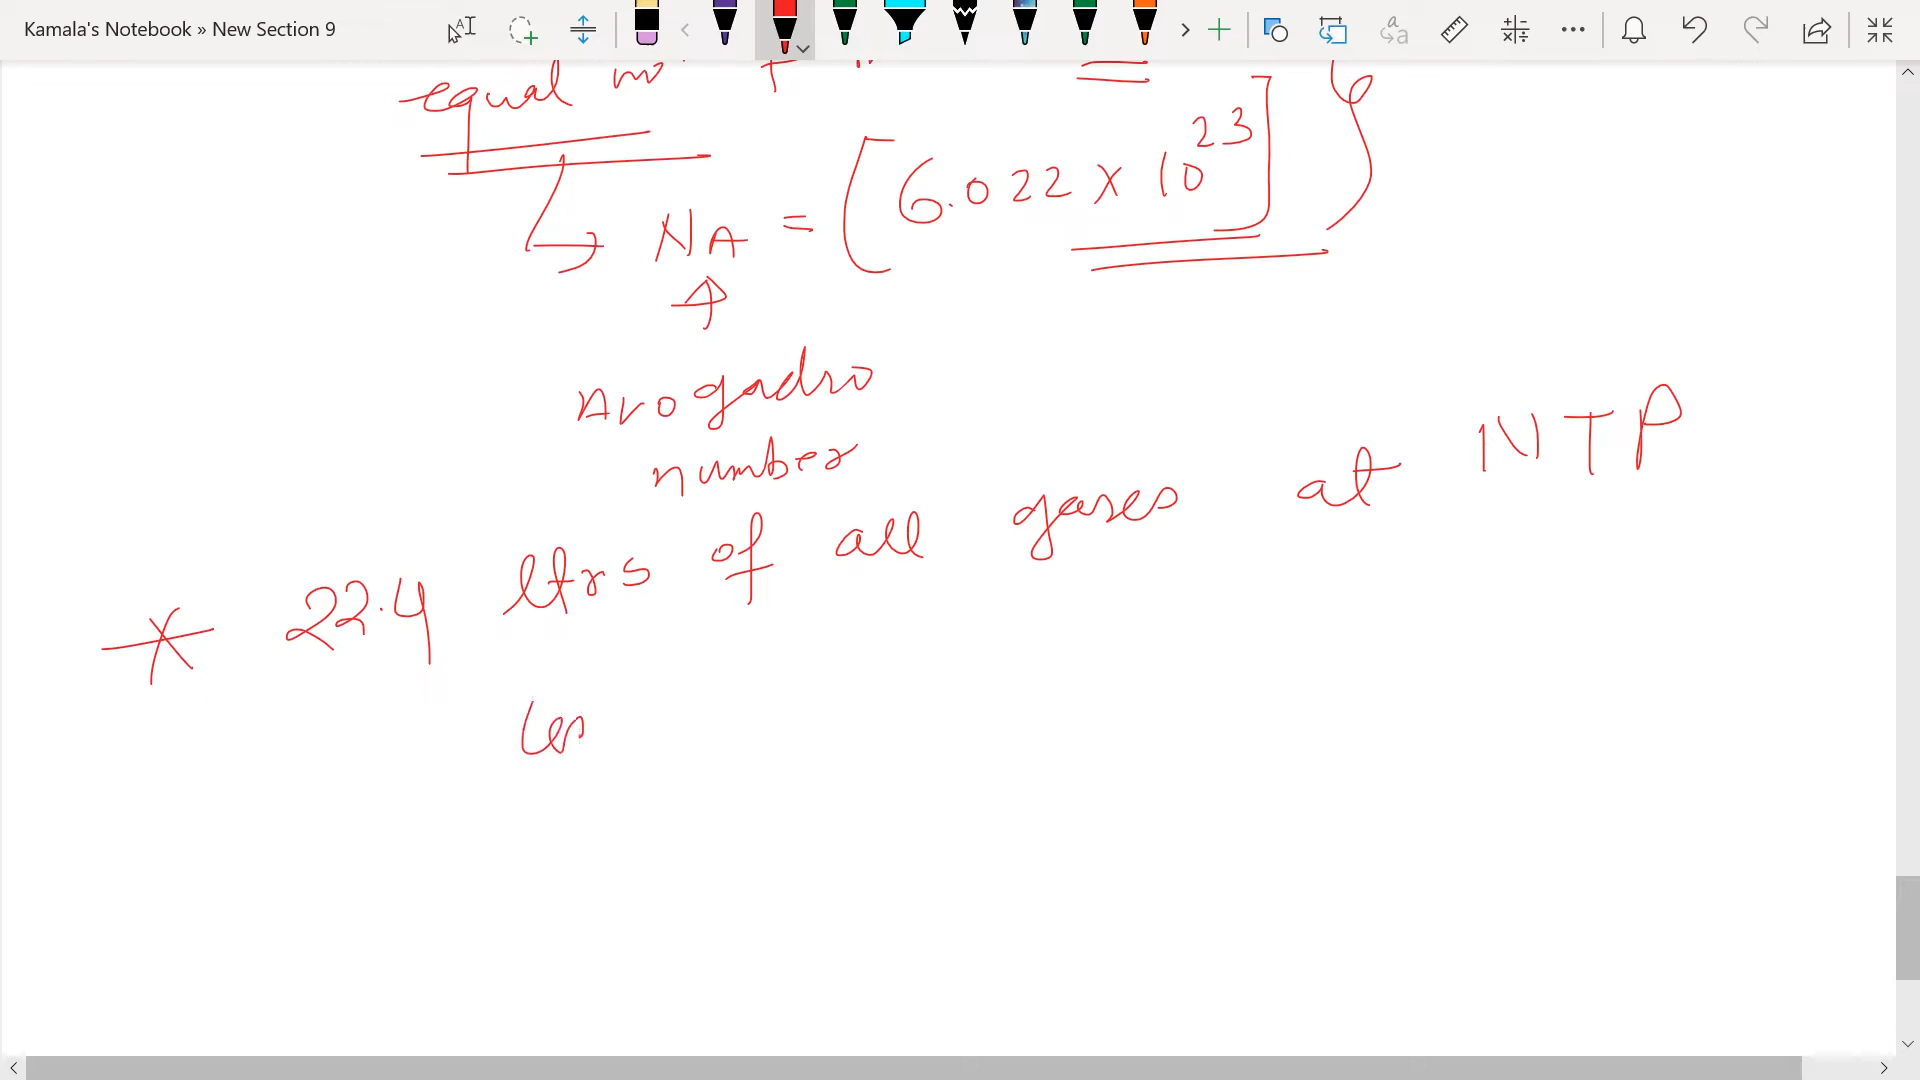 Kamala's Notebook » New Section 9
equal no
NA = [6.022 x 10^23]
Avogadro
number
* 22.4 ltrs of all gases at NTP